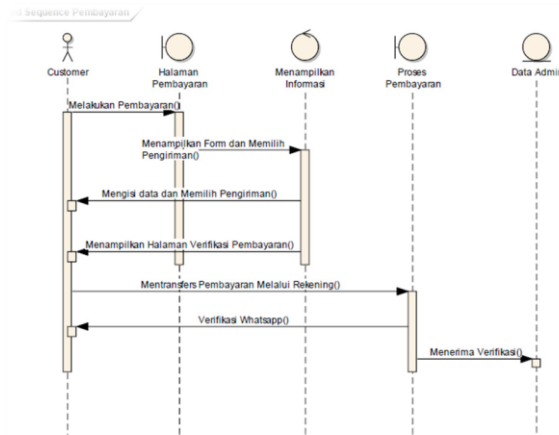 Sequence Pembayaran
Customer
Halaman
Pembayaran
Menampilkan
Informasi
Proses
Pembayaran
Data Admin
Melakukan Pembayaran()
Menampilkan Form dan Memilih
Pengiriman()
Mengisi data dan Memilih Pengiriman()
Menampilkan Halaman Verifikasi Pembayaran()
Mentransfers Pembayaran Melalui Rekening()
Verifikasi Whatsapp()
Menerima Verifikasi()